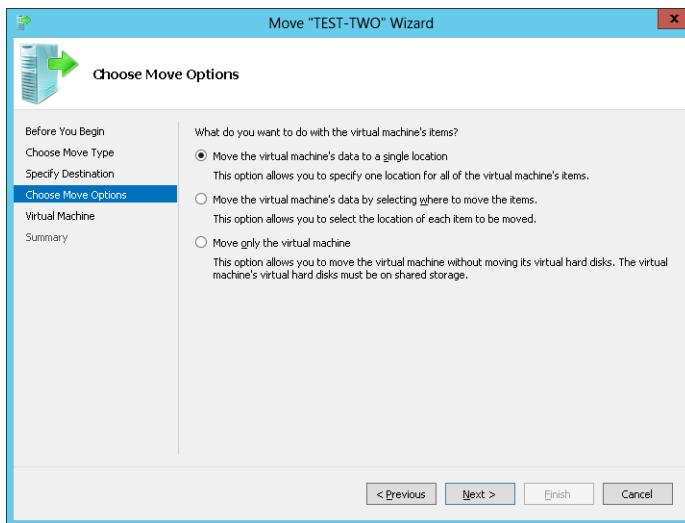 Move "TEST-TWO" Wizard
x
Choose Move Options
Before You Begin
Choose Move Type
Specify Destination
Choose Move Options
Virtual Machine
Summary
What do you want to do with the virtual machine's items?
Move the virtual machine's data to a single location
This option allows you to specify one location for all of the virtual machine's items.
Move the virtual machine's data by selecting where to move the items.
This option allows you to select the location of each item to be moved.
Move only the virtual machine
This option allows you to move the virtual machine without moving its virtual hard disks. The virtual
machine's virtual hard disks must be on shared storage.
< Previous
Next >
Finish
Cancel